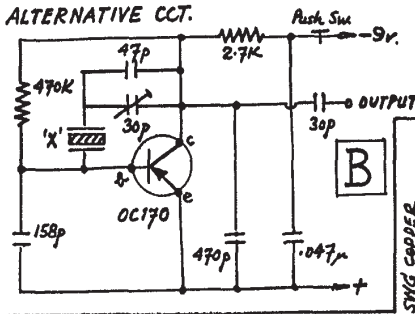 ALTERNATIVE CCT.
Push Sw.
-9v.
47p
2.7K
470K
30p
30p
OUTPUT
'X'
c
B
b
e
OC170
158p
470p
.047μ
+
SWG COPPER